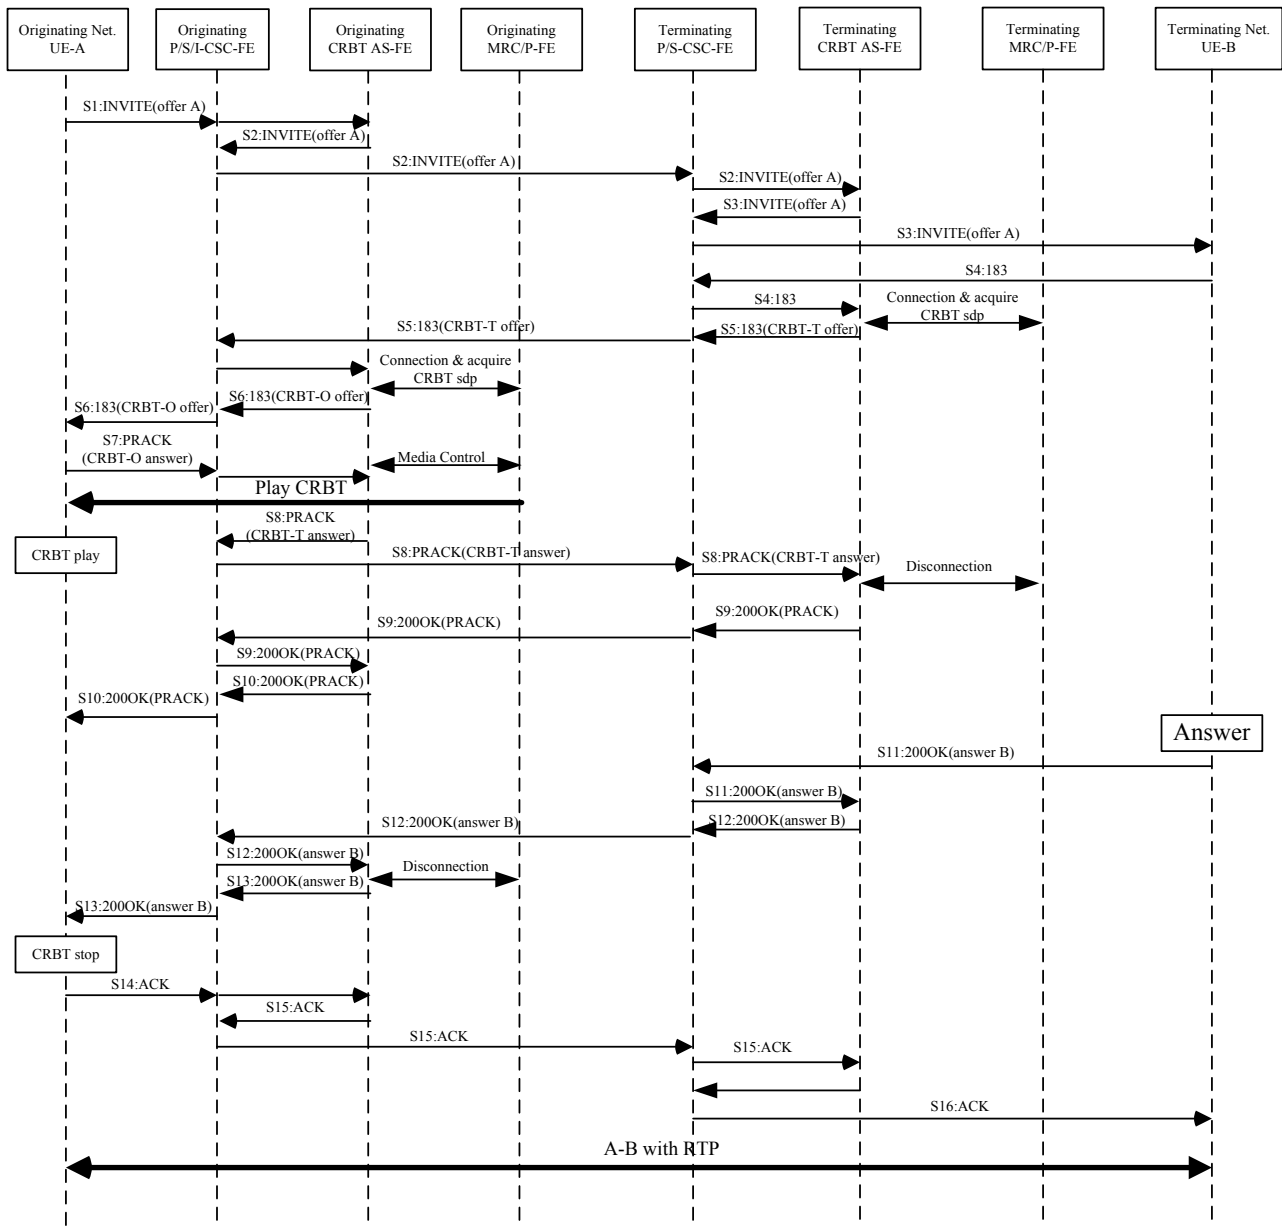 Originating Net.
UE-A
Originating
P/S/I-CSC-FE
Originating
CRBT AS-FE
Originating
MRC/P-FE
Terminating
P/S-CSC-FE
Terminating
CRBT AS-FE
Terminating
MRC/P-FE
Terminating Net.
UE-B
S1:INVITE(offer A)
S2:INVITE(offer A)
S2:INVITE(offer A)
S2:INVITE(offer A)
S3:INVITE(offer A)
S3:INVITE(offer A)
S4:183
S4:183
Connection & acquire
CRBT sdp
S5:183(CRBT-T offer)
S5:183(CRBT-T offer)
Connection & acquire
CRBT sdp
S6:183(CRBT-O offer)
S6:183(CRBT-O offer)
S7:PRACK
(CRBT-O answer)
Media Control
Play CRBT
S8:PRACK
(CRBT-T answer)
CRBT play
S8:PRACK(CRBT-T answer)
S8:PRACK(CRBT-T answer)
Disconnection
S9:200OK(PRACK)
S9:200OK(PRACK)
S9:200OK(PRACK)
S10:200OK(PRACK)
S10:200OK(PRACK)
Answer
S11:200OK(answer B)
S11:200OK(answer B)
S12:200OK(answer B)
S12:200OK(answer B)
S12:200OK(answer B)
Disconnection
S13:200OK(answer B)
S13:200OK(answer B)
CRBT stop
S14:ACK
S15:ACK
S15:ACK
S15:ACK
S16:ACK
A-B with RTP